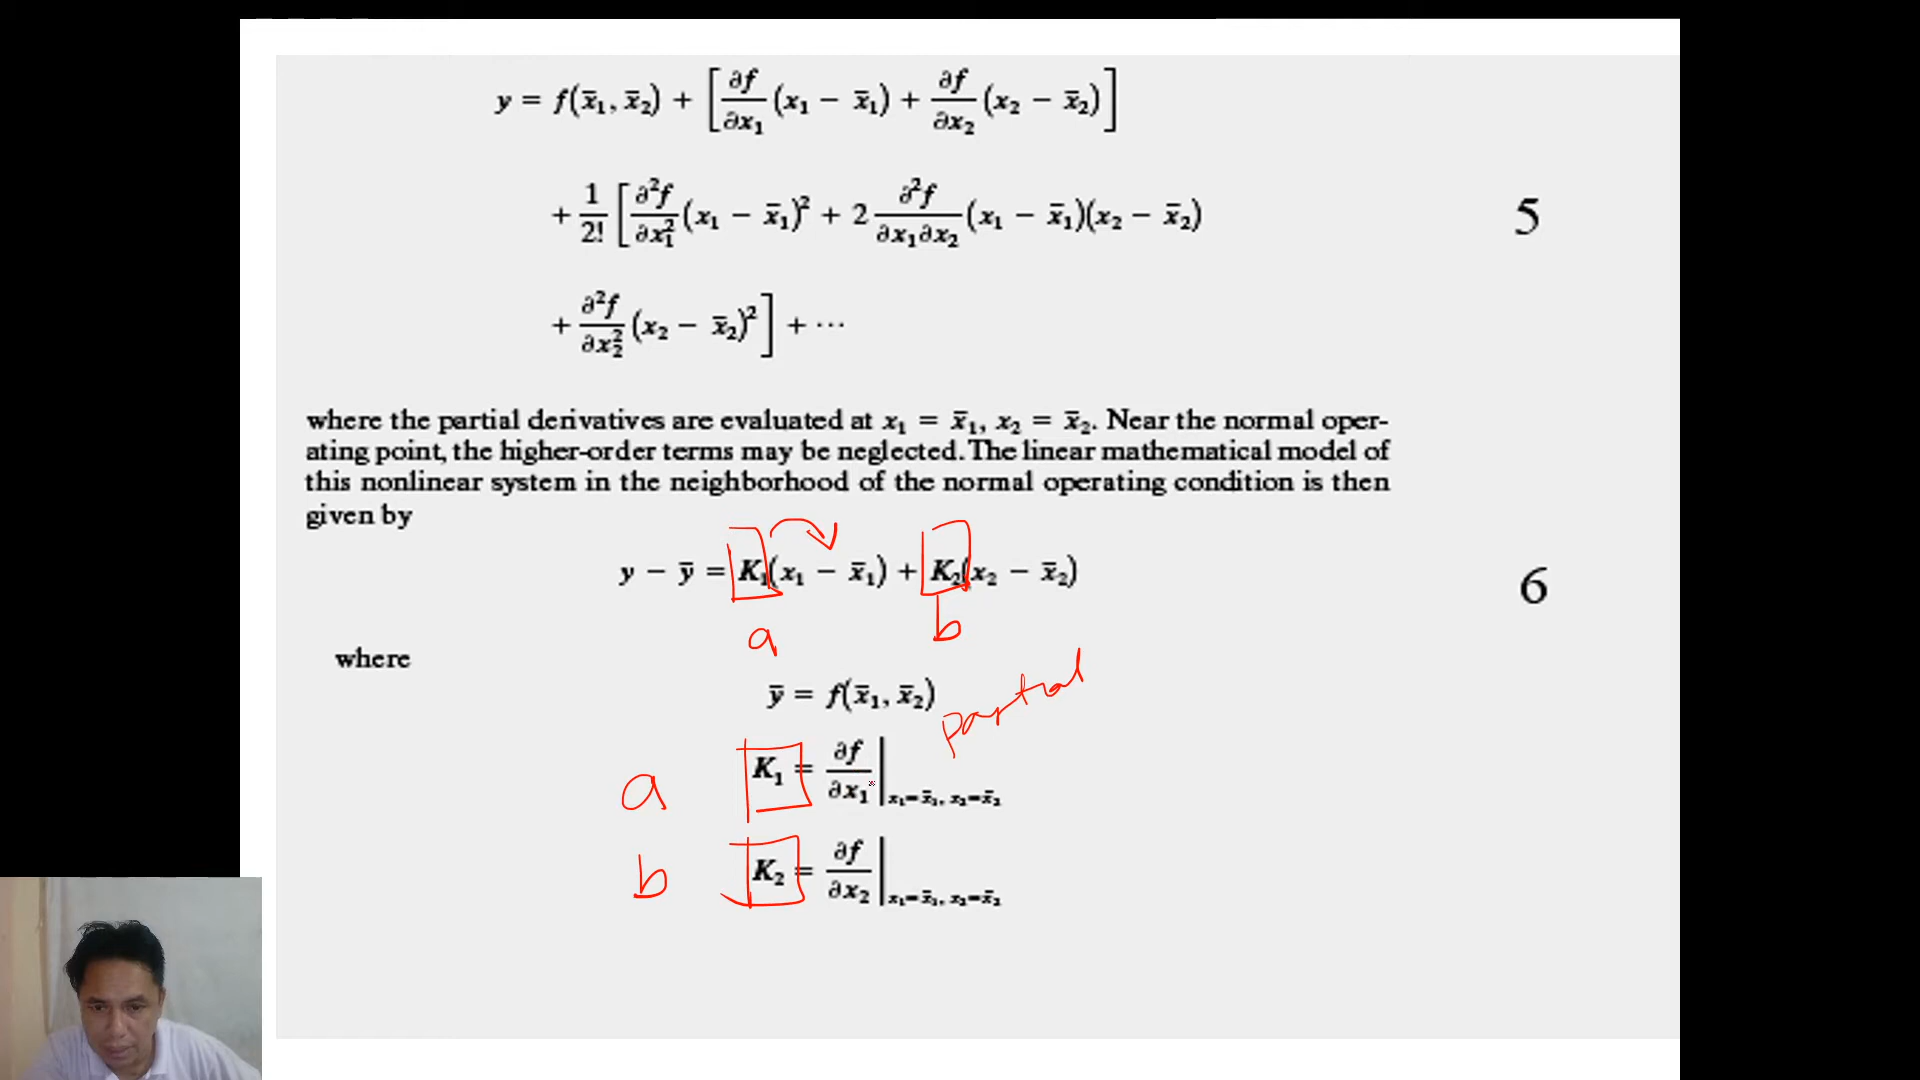 y = f(x̄₁, x̄₂) + [∂f/∂x₁ (x₁ − x̄₁) + ∂f/∂x₂ (x₂ − x̄₂)]
+ 1/2! [∂²f/∂x₁² (x₁ − x̄₁)² + 2 ∂²f/∂x₁∂x₂ (x₁ − x̄₁)(x₂ − x̄₂) 5
+ ∂²f/∂x₂² (x₂ − x̄₂)²] + ⋯
where the partial derivatives are evaluated at x₁ = x̄₁, x₂ = x̄₂. Near the normal oper-
ating point, the higher-order terms may be neglected. The linear mathematical model of
this nonlinear system in the neighborhood of the normal operating condition is then
given by
y − ȳ = K₁(x₁ − x̄₁) + K₂(x₂ − x̄₂) 6
a b
where
ȳ = f(x̄₁, x̄₂)
partial
a K₁ = ∂f/∂x₁ |x₁=x̄₁, x₂=x̄₂
b K₂ = ∂f/∂x₂ |x₁=x̄₁, x₂=x̄₂